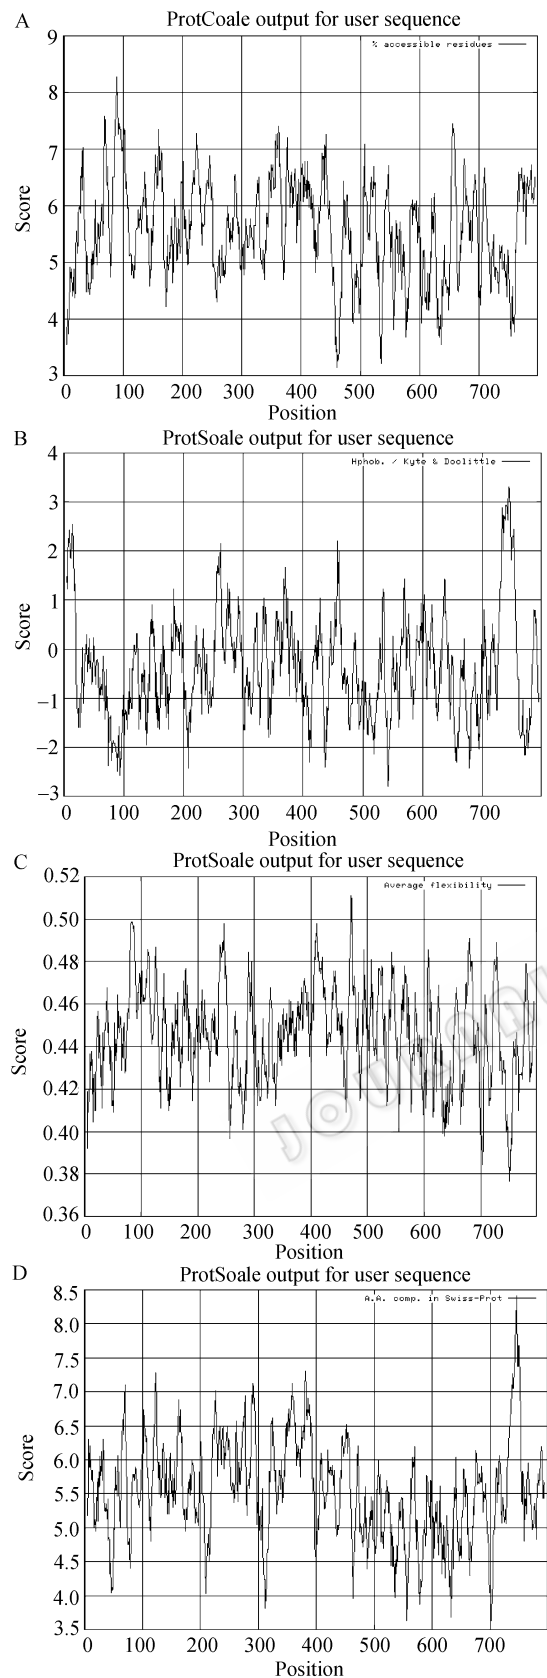 A
ProtCoale output for user sequence
% accessible residues
9
8
7
6
5
4
3
Score
0 100 200 300 400 500 600 700
Position
B
ProtSoale output for user sequence
Hphob. / Kyte & Doolittle
4
3
2
1
0
−1
−2
−3
Score
0 100 200 300 400 500 600 700
Position
C
ProtSoale output for user sequence
Average flexibility
0.52
0.50
0.48
0.46
0.44
0.42
0.40
0.38
0.36
Score
0 100 200 300 400 500 600 700
Position
D
ProtSoale output for user sequence
A.A. comp. in Swiss-Prot
8.5
8.0
7.5
7.0
6.5
6.0
5.5
5.0
4.5
4.0
3.5
Score
0 100 200 300 400 500 600 700
Position